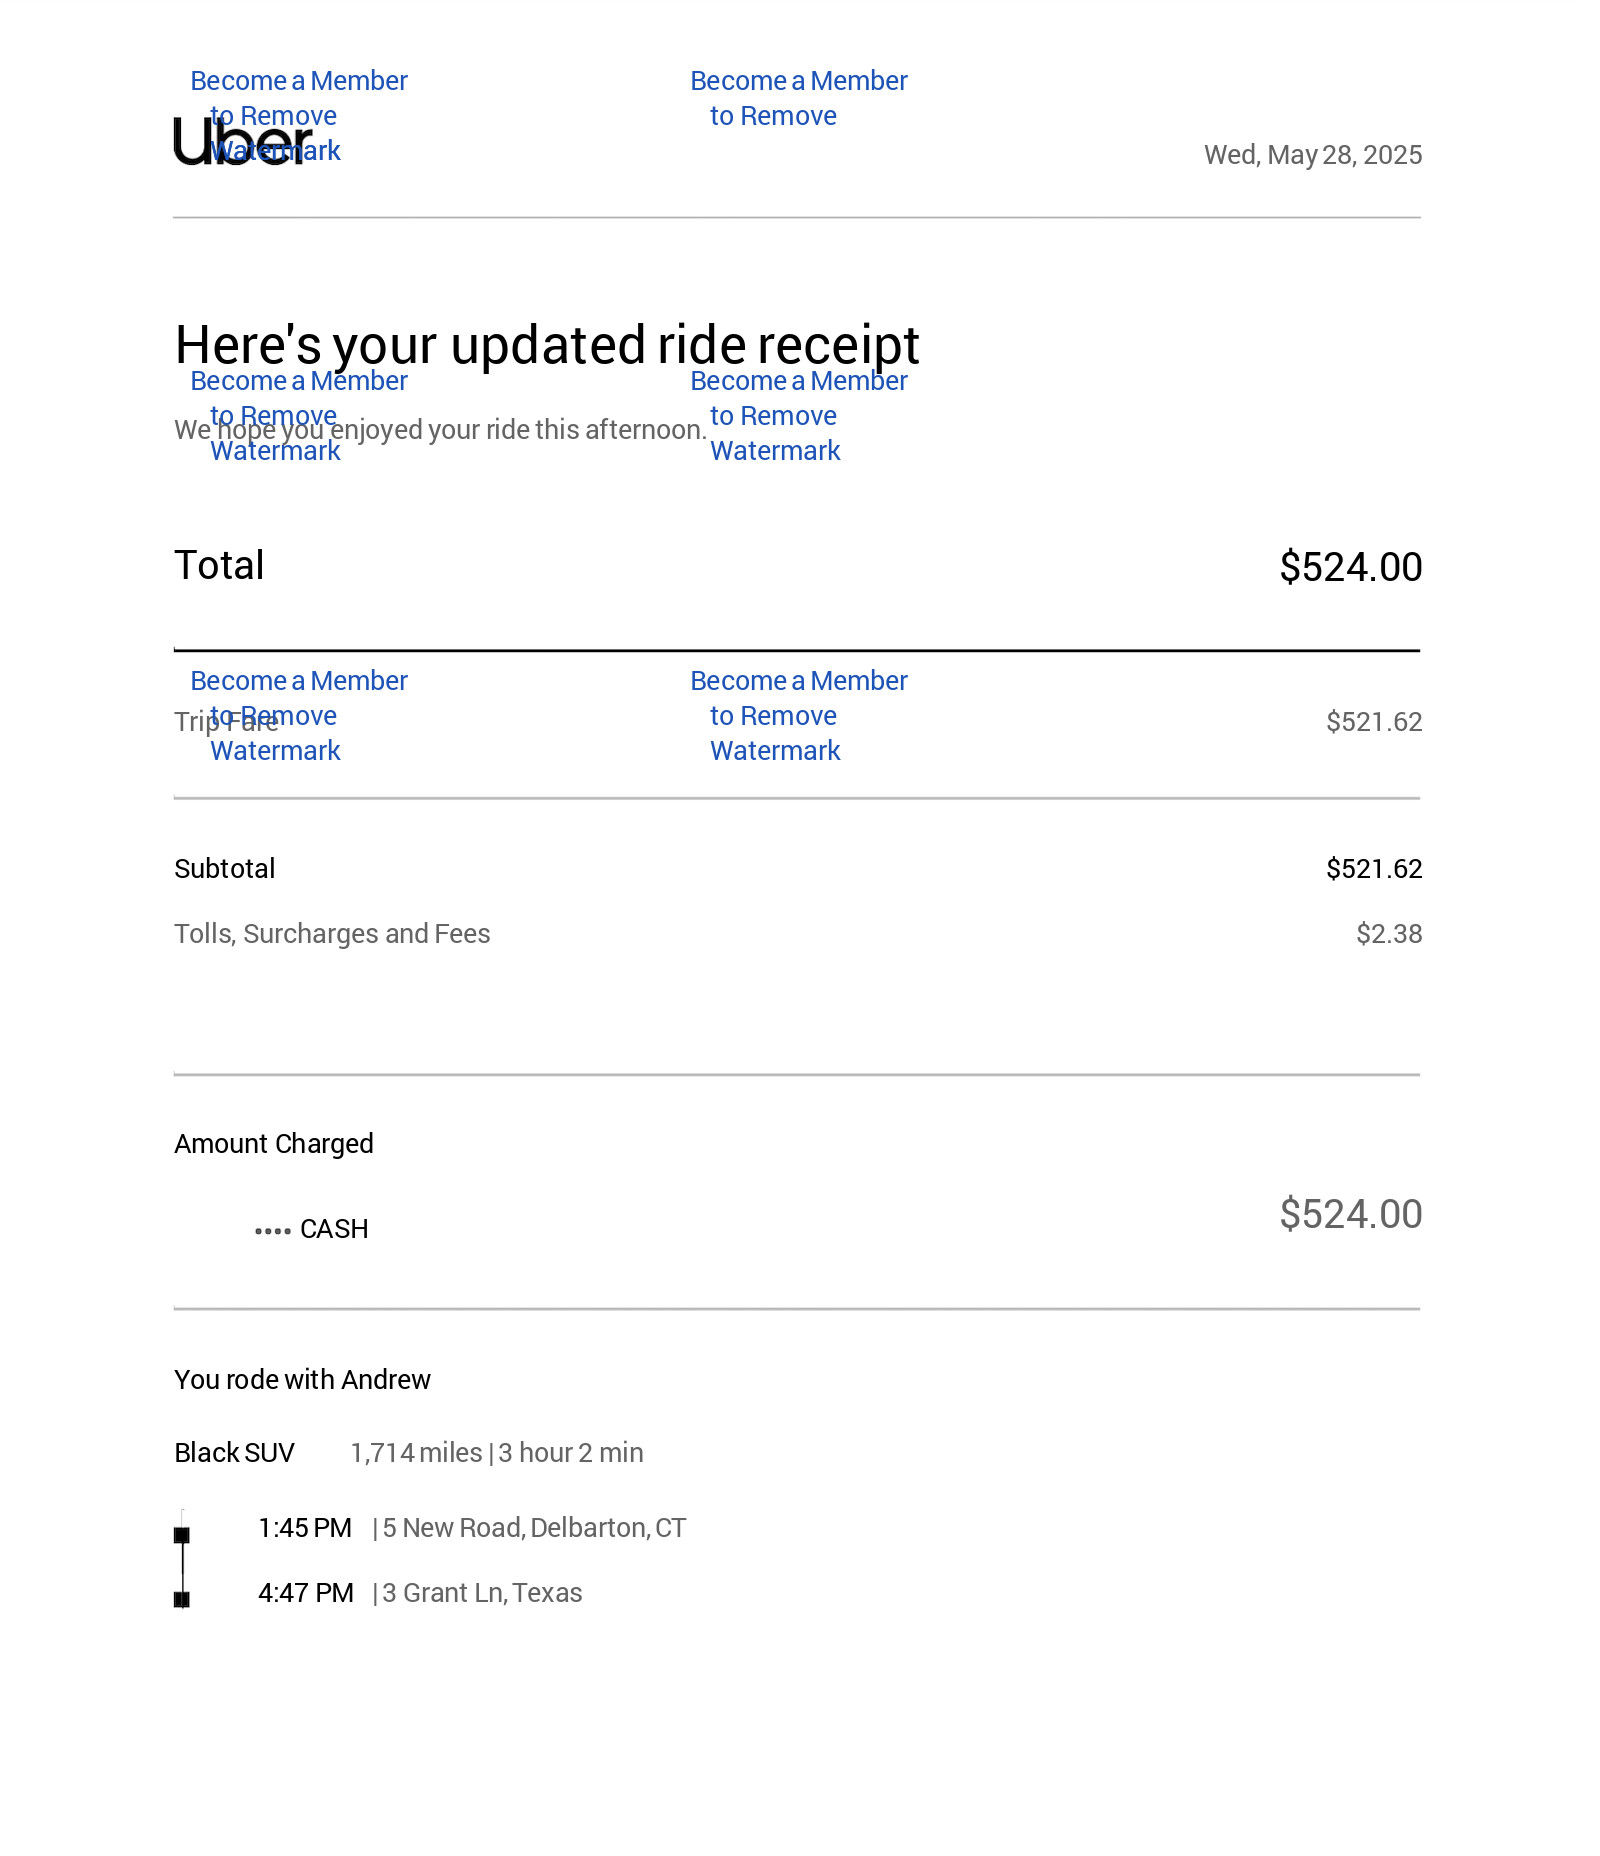 Become a Member Become a Member
to Remove to Remove
Uber
Watermark
Wed, May 28, 2025
Here's your updated ride receipt
Become a Member Become a Member
to Remove to Remove
We hope you enjoyed your ride this afternoon.
Watermark Watermark
Total $524.00
Become a Member Become a Member
to Remove to Remove
Trip Fare $521.62
Watermark Watermark
Subtotal $521.62
Tolls, Surcharges and Fees $2.38
Amount Charged
•••• CASH $524.00
You rode with Andrew
Black SUV 1,714 miles | 3 hour 2 min
1:45 PM | 5 New Road, Delbarton, CT
4:47 PM | 3 Grant Ln, Texas